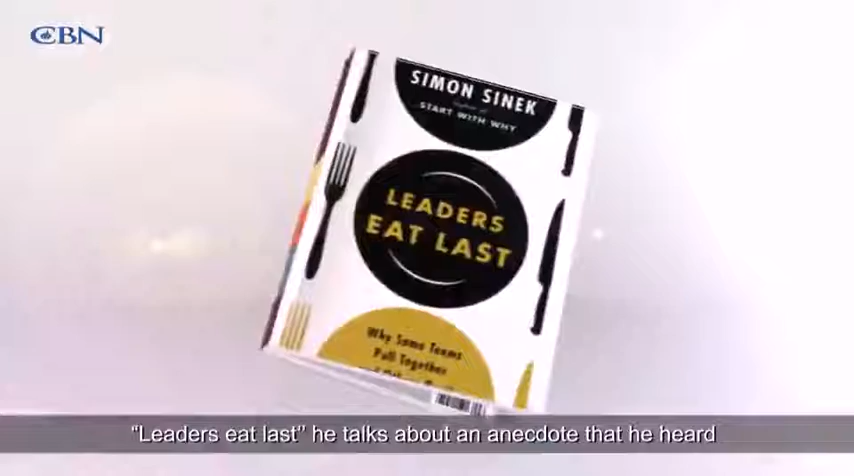 CBN
SIMON SINEK
START WITH WHY
LEADERS
EAT LAST
Why Some Teams
Pull Together
"Leaders eat last" he talks about an anecdote that he heard